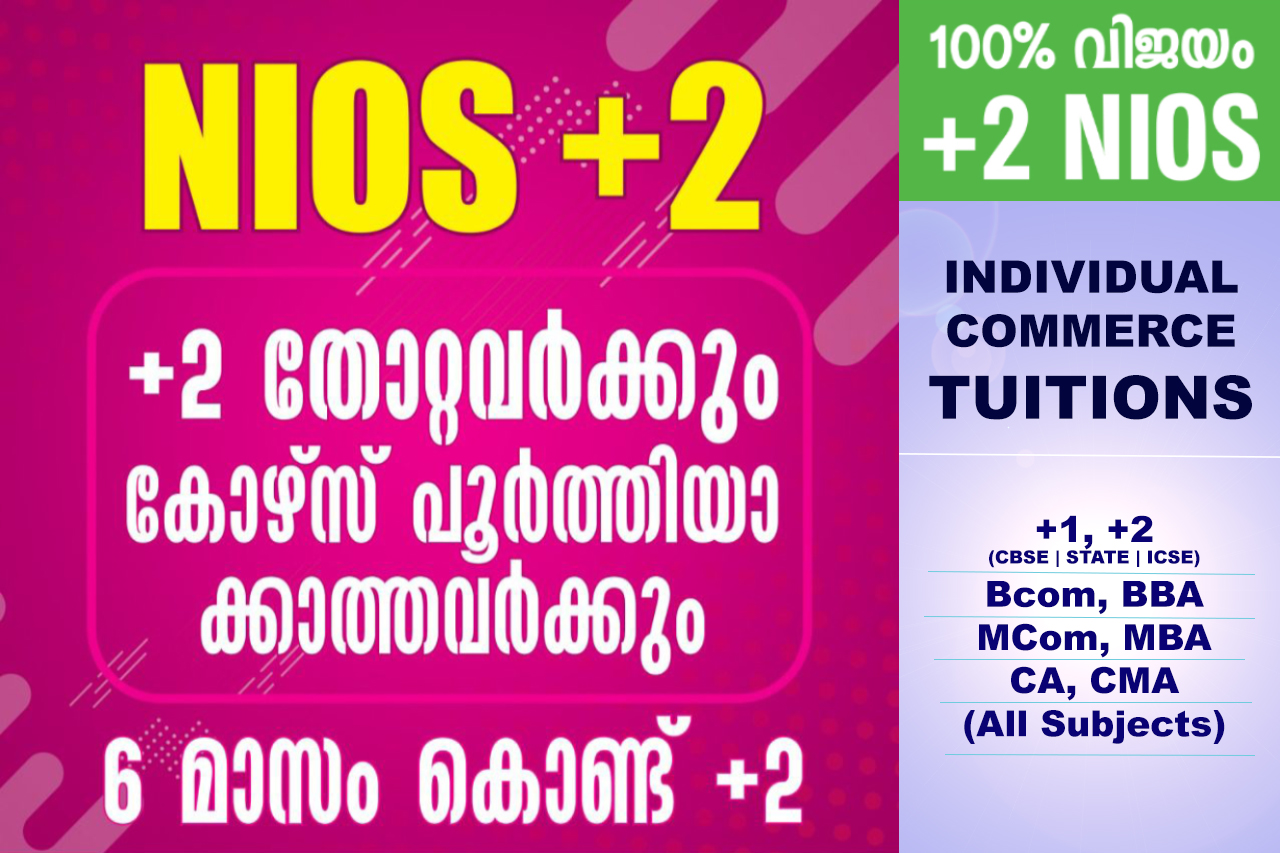 NIOS +2
+2 തോറ്റവർക്കും
കോഴ്സ് പൂർത്തിയാ
ക്കാത്തവർക്കും
6 മാസം കൊണ്ട് +2
100% വിജയം
+2 NIOS
INDIVIDUAL
COMMERCE
TUITIONS
+1, +2
(CBSE | STATE | ICSE)
Bcom, BBA
MCom, MBA
CA, CMA
(All Subjects)